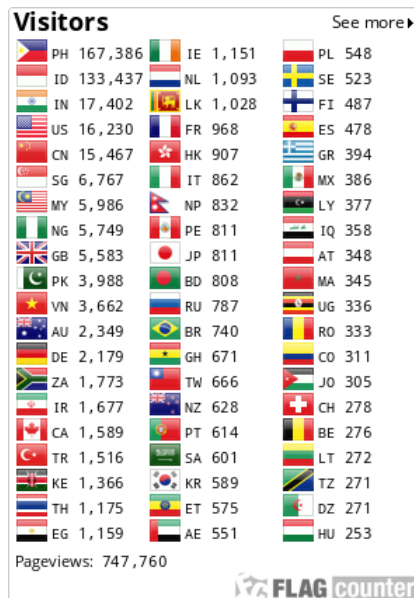 Visitors
See more
PH 167,386 IE 1,151 PL 548
ID 133,437 NL 1,093 SE 523
IN 17,402 LK 1,028 FI 487
US 16,230 FR 968 ES 478
CN 15,467 HK 907 GR 394
SG 6,767 IT 862 MX 386
MY 5,986 NP 832 LY 377
NG 5,749 PE 811 IQ 358
GB 5,583 JP 811 AT 348
PK 3,988 BD 808 MA 345
VN 3,662 RU 787 UG 336
AU 2,349 BR 740 RO 333
DE 2,179 GH 671 CO 311
ZA 1,773 TW 666 JO 305
IR 1,677 NZ 628 CH 278
CA 1,589 PT 614 BE 276
TR 1,516 SA 601 LT 272
KE 1,366 KR 589 TZ 271
TH 1,175 ET 575 DZ 271
EG 1,159 AE 551 HU 253
Pageviews: 747,760
FLAG counter